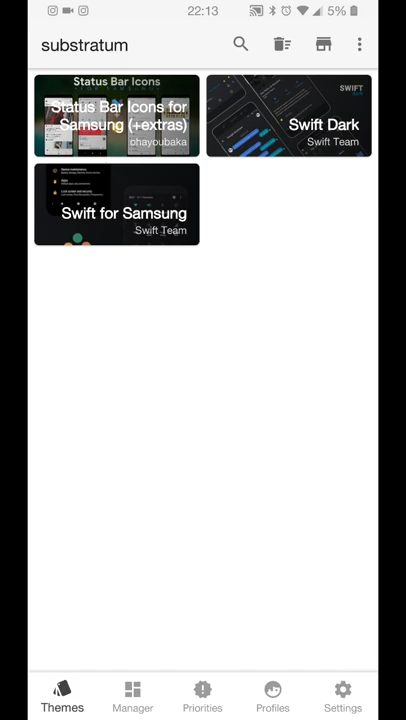 22:13
5%
substratum
Status Bar Icons
Status Bar Icons for
Samsung (+extras)
ohayoubaka
SWIFT
Swift Dark
Swift Team
Swift for Samsung
Swift Team
Themes
Manager
Priorities
Profiles
Settings